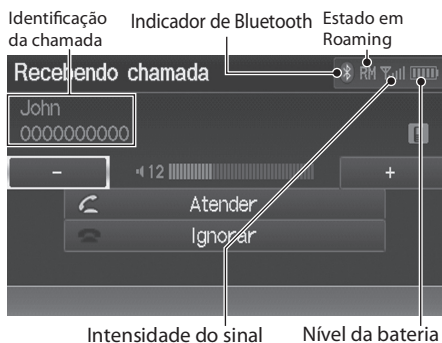 Identificação
da chamada
Indicador de Bluetooth
Estado em
Roaming
Recebendo chamada
RM
John
0000000000
−
12
+
Atender
Ignorar
Intensidade do sinal
Nível da bateria